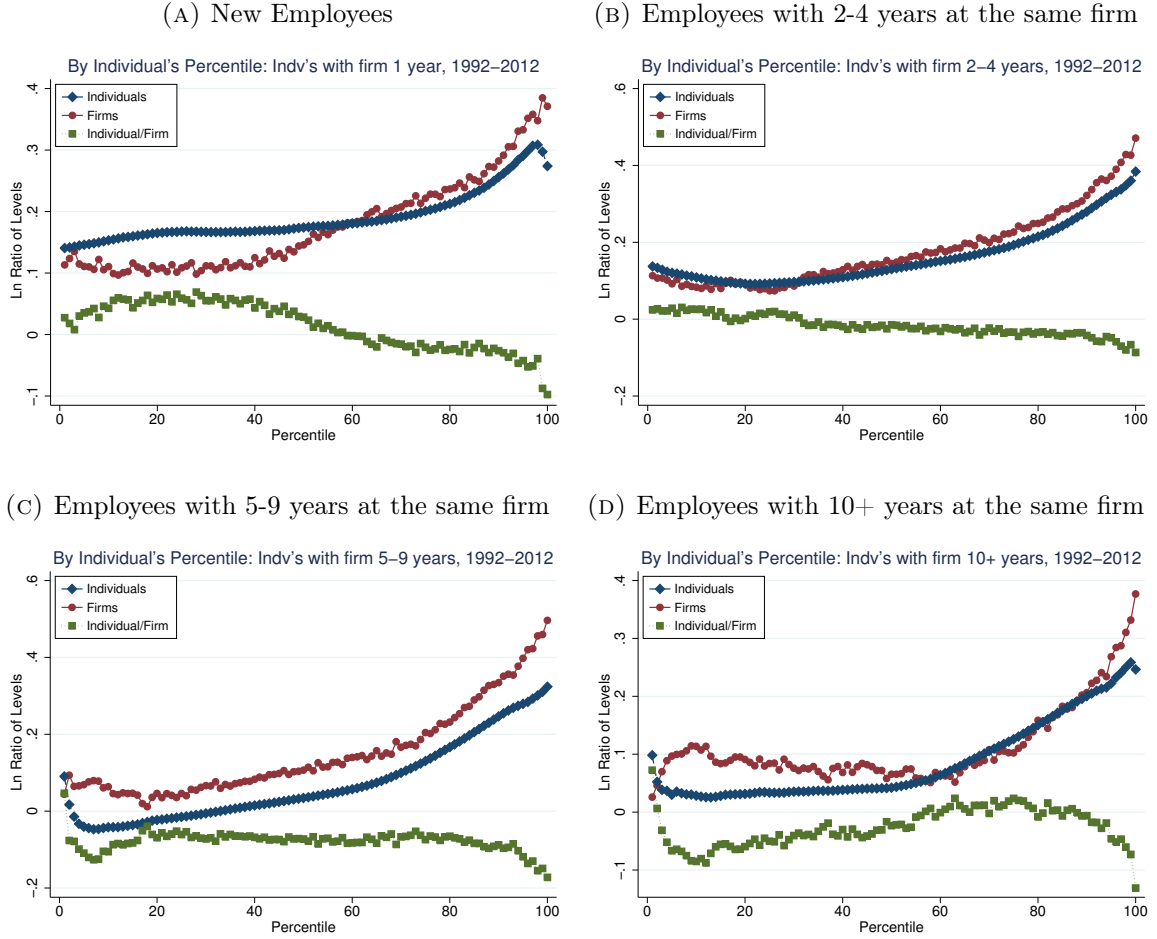 (A) New Employees
By Individual's Percentile: Indv's with firm 1 year, 1992−2012
Individuals
Firms
Individual/Firm
Ln Ratio of Levels
.4
.3
.2
.1
0
-.1
0 20 40 60 80 100
Percentile
(B) Employees with 2-4 years at the same firm
By Individual's Percentile: Indv's with firm 2−4 years, 1992−2012
Individuals
Firms
Individual/Firm
Ln Ratio of Levels
.6
.4
.2
0
-.2
0 20 40 60 80 100
Percentile
(C) Employees with 5-9 years at the same firm
By Individual's Percentile: Indv's with firm 5−9 years, 1992−2012
Individuals
Firms
Individual/Firm
Ln Ratio of Levels
.6
.4
.2
0
-.2
0 20 40 60 80 100
Percentile
(D) Employees with 10+ years at the same firm
By Individual's Percentile: Indv's with firm 10+ years, 1992−2012
Individuals
Firms
Individual/Firm
Ln Ratio of Levels
.4
.3
.2
.1
0
-.1
0 20 40 60 80 100
Percentile